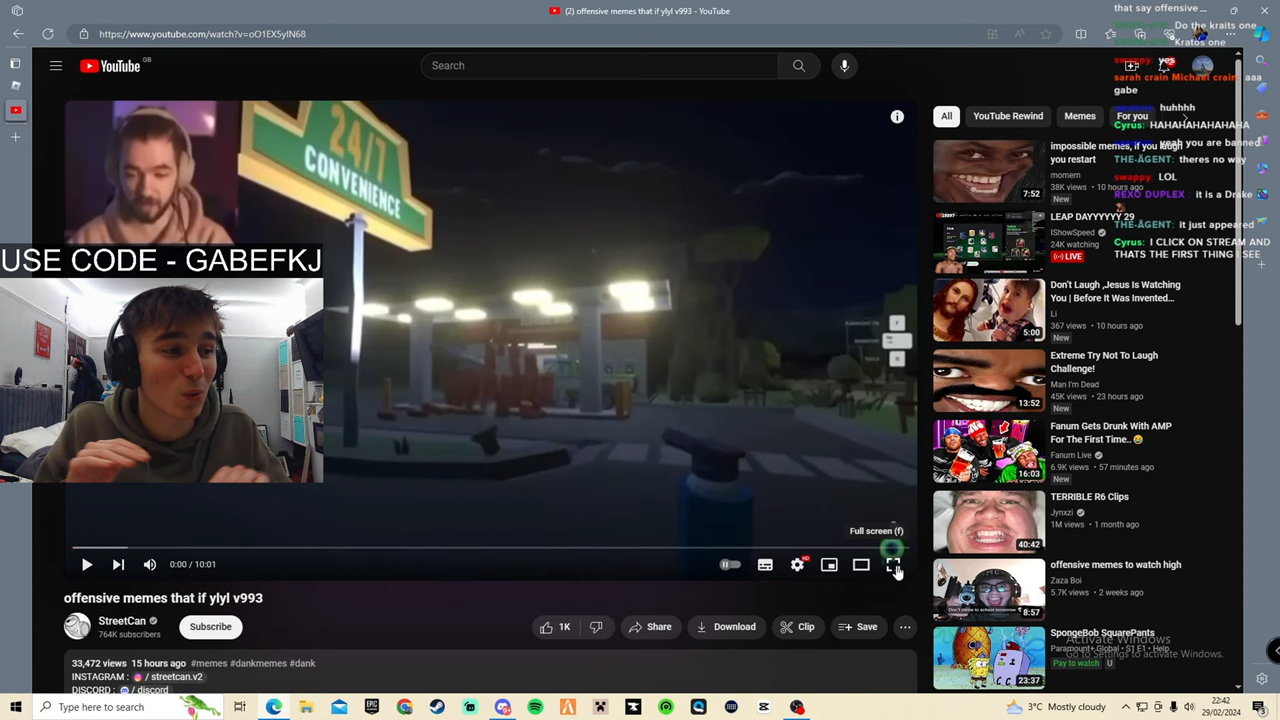 (2) offensive memes that if ylyl v993 - YouTube
https://www.youtube.com/watch?v=oO1EX5yIN68
that say offensive
Do the kraits one
Kratos one
swappy: yes
sarah crain Michael crain: aaa
gabe
huhhhh
Cyrus: HAHAHAHAHAHAHA
yeah you are banned
THE-ÄGENT: theres no way
swappy: LOL
REXO DUPLEX: it is a Drake
THE-ÄGENT: it just appeared
Cyrus: I CLICK ON STREAM AND
THATS THE FIRST THING I SEE
YouTube GB
Search
24/7
CONVENIENCE
USE CODE - GABEFKJ
Full screen (f)
0:00 / 10:01
offensive memes that if ylyl v993
StreetCan
764K subscribers
Subscribe
1K
Share
Download
Clip
Save
33,472 views 15 hours ago #memes #dankmemes #dank
INSTAGRAM : / streetcan.v2
DISCORD : / discord
All
YouTube Rewind
Memes
For you
impossible memes, if you laugh
you restart
momem
38K views • 10 hours ago
New
7:52
LEAP DAYYYYYY 29
IShowSpeed
24K watching
LIVE
Don't Laugh ,Jesus Is Watching
You | Before It Was Invented...
Li
367 views • 10 hours ago
New
5:00
Extreme Try Not To Laugh
Challenge!
Man I'm Dead
45K views • 23 hours ago
New
13:52
Fanum Gets Drunk With AMP
For The First Time..
Fanum Live
6.9K views • 57 minutes ago
New
16:03
TERRIBLE R6 Clips
Jynxzi
1M views • 1 month ago
40:42
offensive memes to watch high
Zaza Boi
5.7K views • 2 weeks ago
8:57
SpongeBob SquarePants
Paramount+ Global • S1 E1 • Help
Pay to watch U
23:37
Activate Windows
Go to Settings to activate Windows.
Type here to search
3°C Mostly cloudy
22:42
29/02/2024